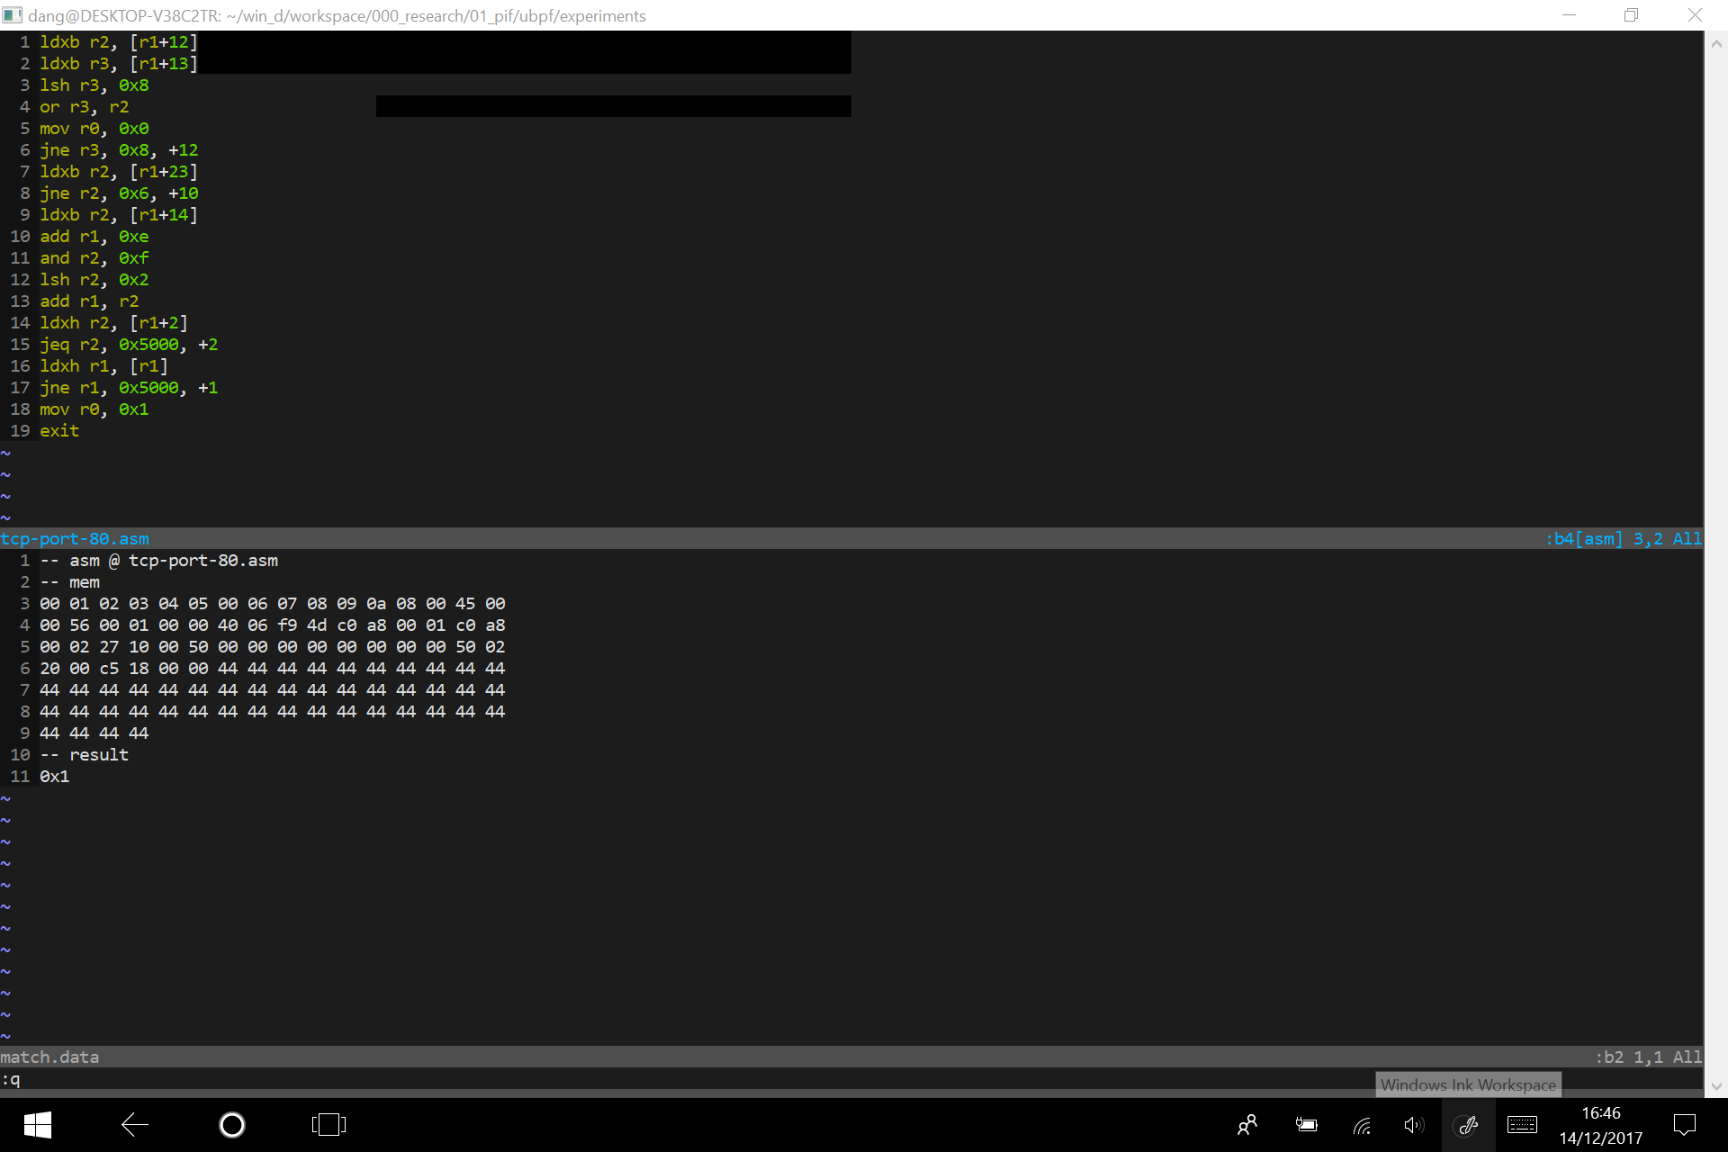 dang@DESKTOP-V38C2TR: ~/win_d/workspace/000_research/01_pif/ubpf/experiments
1 ldxb r2, [r1+12]
2 ldxb r3, [r1+13]
3 lsh r3, 0x8
4 or r3, r2
5 mov r0, 0x0
6 jne r3, 0x8, +12
7 ldxb r2, [r1+23]
8 jne r2, 0x6, +10
9 ldxb r2, [r1+14]
10 add r1, 0xe
11 and r2, 0xf
12 lsh r2, 0x2
13 add r1, r2
14 ldxh r2, [r1+2]
15 jeq r2, 0x5000, +2
16 ldxh r1, [r1]
17 jne r1, 0x5000, +1
18 mov r0, 0x1
19 exit
~
~
~
~
tcp-port-80.asm :b4[asm] 3,2 All
1 -- asm @ tcp-port-80.asm
2 -- mem
3 00 01 02 03 04 05 00 06 07 08 09 0a 08 00 45 00
4 00 56 00 01 00 00 40 06 f9 4d c0 a8 00 01 c0 a8
5 00 02 27 10 00 50 00 00 00 00 00 00 00 00 50 02
6 20 00 c5 18 00 00 44 44 44 44 44 44 44 44 44 44
7 44 44 44 44 44 44 44 44 44 44 44 44 44 44 44 44
8 44 44 44 44 44 44 44 44 44 44 44 44 44 44 44 44
9 44 44 44 44
10 -- result
11 0x1
~
~
~
~
~
~
~
~
~
~
~
~
match.data :b2 1,1 All
:q
Windows Ink Workspace
16:46
14/12/2017